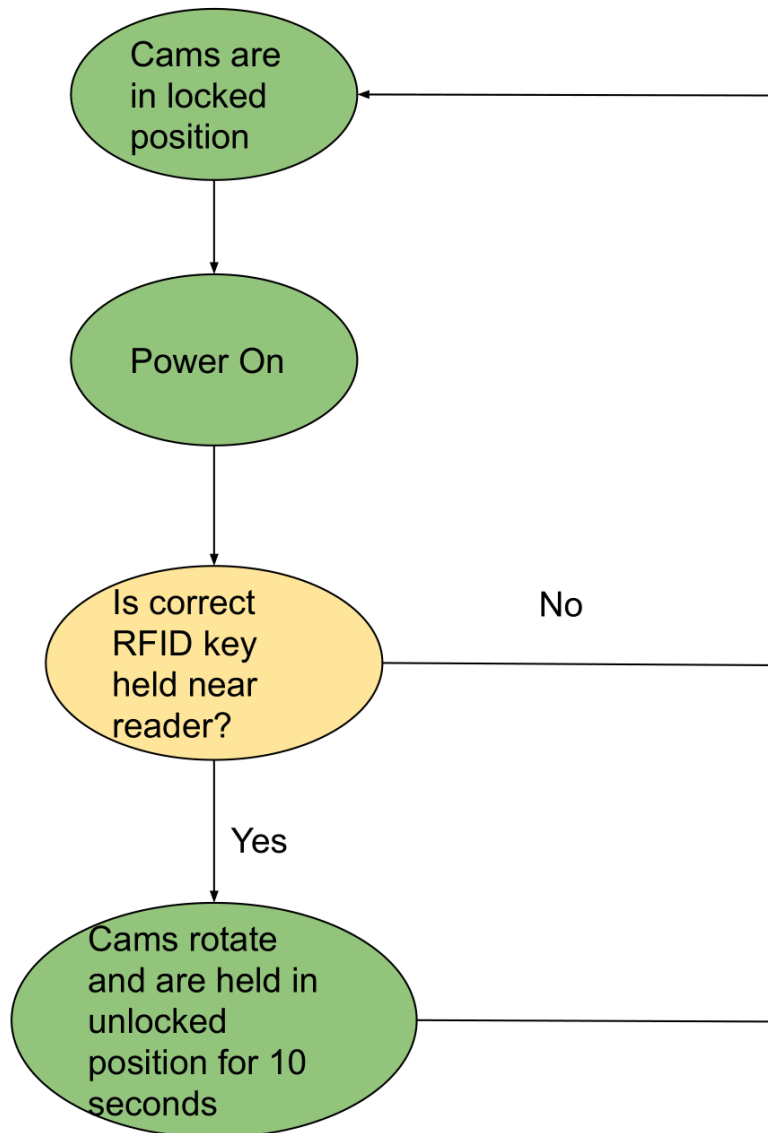 Cams are
in locked
position
Power On
Is correct
RFID key
held near
reader?
No
Yes
Cams rotate
and are held in
unlocked
position for 10
seconds